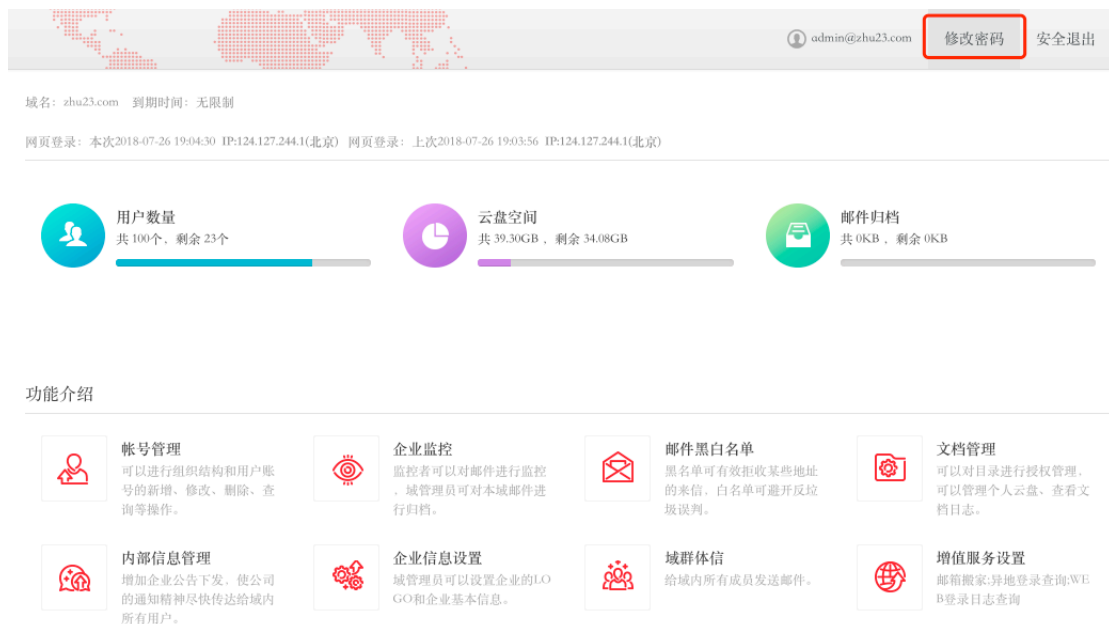 admin@zhu23.com 修改密码 安全退出
域名：zhu23.com 到期时间：无限制
网页登录：本次2018-07-26 19:04:30 IP:124.127.244.1(北京) 网页登录：上次2018-07-26 19:03:56 IP:124.127.244.1(北京)
用户数量
共 100个，剩余 23个
云盘空间
共 39.30GB ，剩余 34.08GB
邮件归档
共 0KB ，剩余 0KB
功能介绍
帐号管理
可以进行组织结构和用户账
号的新增、修改、删除、查
询等操作。
企业监控
监控者可以对邮件进行监控
，域管理员可对本域邮件进
行归档。
邮件黑白名单
黑名单可有效拒收某些地址
的来信，白名单可避开反垃
圾误判。
文档管理
可以对目录进行授权管理，
可以管理个人云盘、查看文
档日志。
内部信息管理
增加企业公告下发，使公司
的通知精神尽快传达给域内
所有用户。
企业信息设置
域管理员可以设置企业的LO
GO和企业基本信息。
域群体信
给域内所有成员发送邮件。
增值服务设置
邮箱搬家;异地登录查询;WE
B登录日志查询